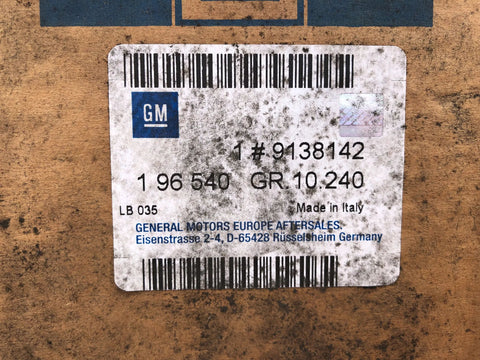 GM
1 # 9138142
1 96 540 GR.10.240
LB 035 Made in Italy
GENERAL MOTORS EUROPE AFTERSALES.
Eisenstrasse 2-4, D-65428 Rüsselsheim Germany